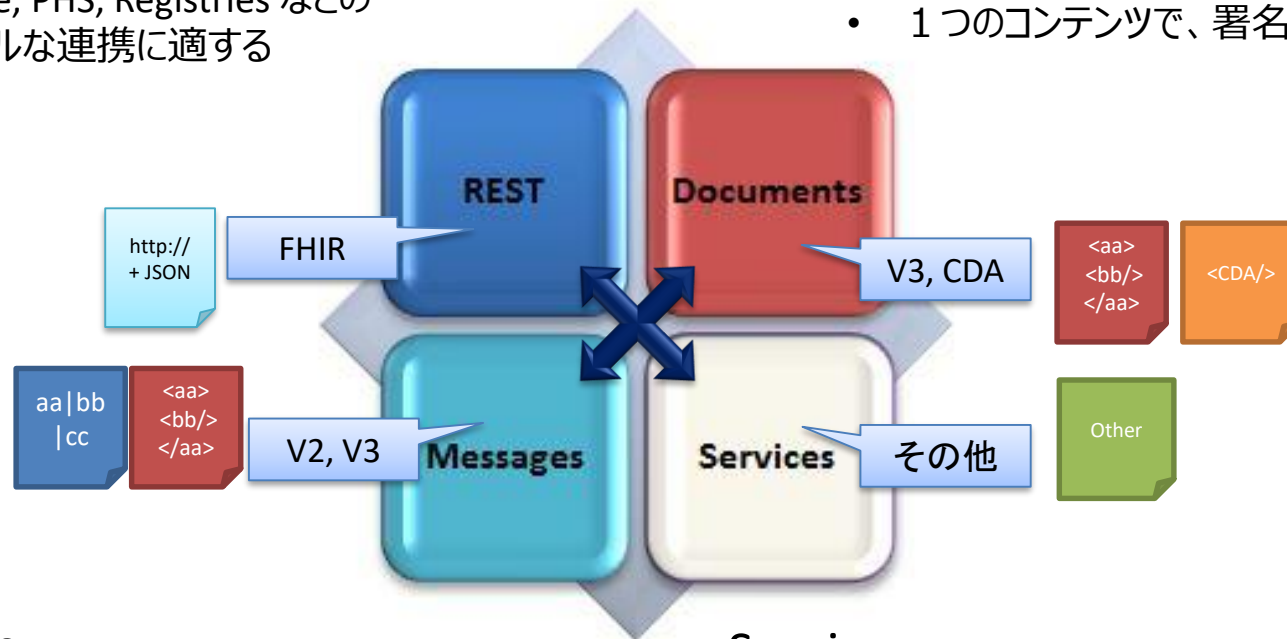 PHS, Registries などの
ルな連携に適する
• １つのコンテンツで、署名
REST
Documents
http://
+ JSON
FHIR
V3, CDA
<aa>
<bb/>
</aa>
<CDA/>
aa|bb
|cc
<aa>
<bb/>
</aa>
V2, V3
Messages
Services
その他
Other